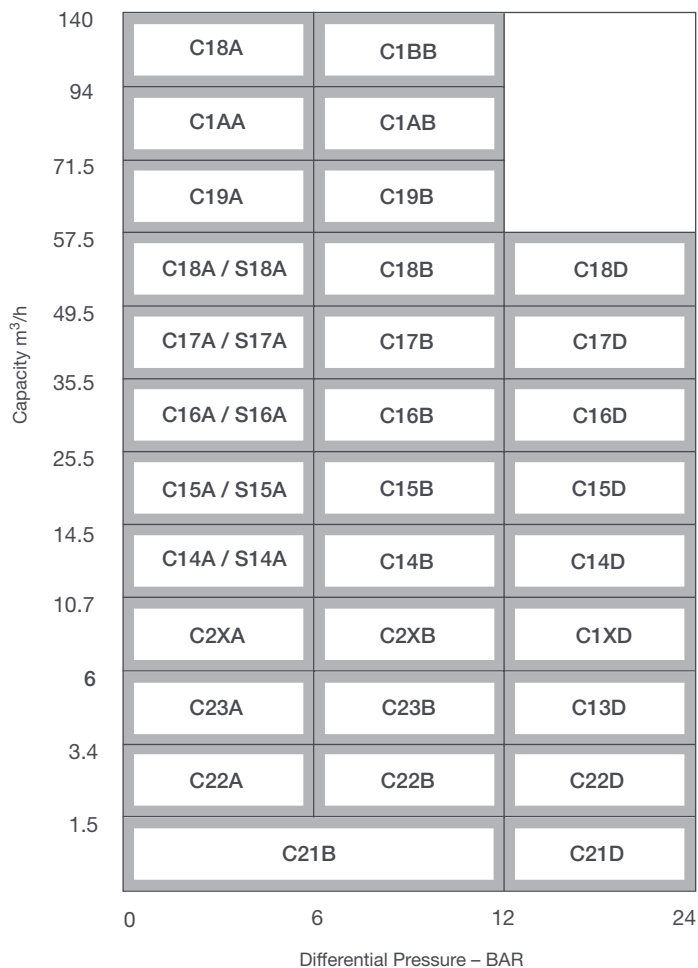 140
C18A
C1BB
94
C1AA
C1AB
71.5
C19A
C19B
57.5
C18A / S18A
C18B
C18D
49.5
C17A / S17A
C17B
C17D
35.5
C16A / S16A
C16B
C16D
25.5
C15A / S15A
C15B
C15D
14.5
C14A / S14A
C14B
C14D
10.7
C2XA
C2XB
C1XD
6
C23A
C23B
C13D
3.4
C22A
C22B
C22D
1.5
C21B
C21D
0
6
12
24
Capacity m³/h
Differential Pressure – BAR